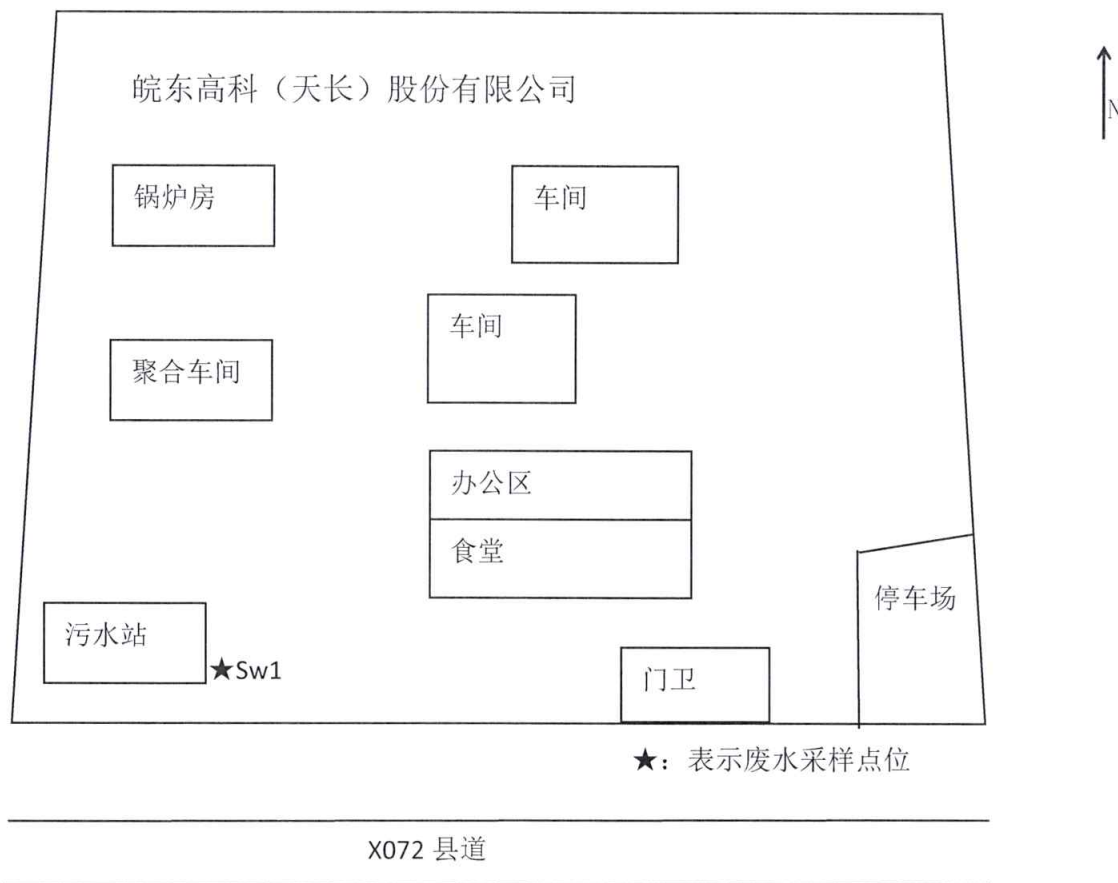 皖东高科（天长）股份有限公司
N
锅炉房
车间
车间
聚合车间
办公区
食堂
停车场
污水站
★Sw1
门卫
★：表示废水采样点位
X072 县道